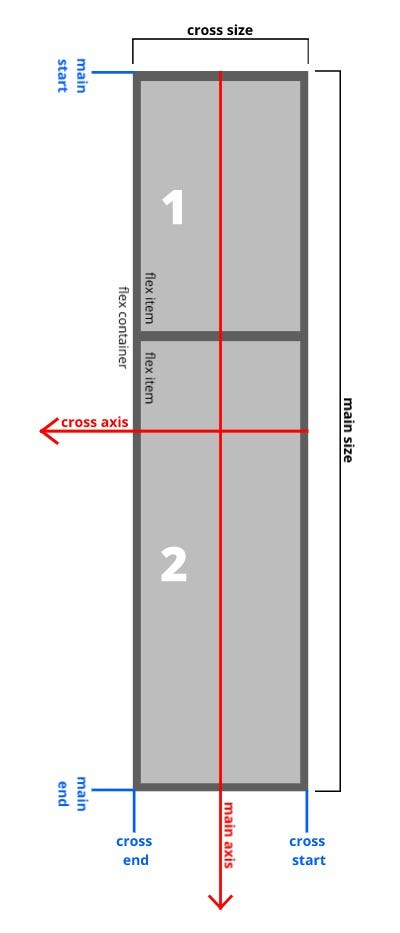 cross size
main
start
1
flex item
flex container
flex item
cross axis
main size
2
main
end
main axis
cross
end
cross
start